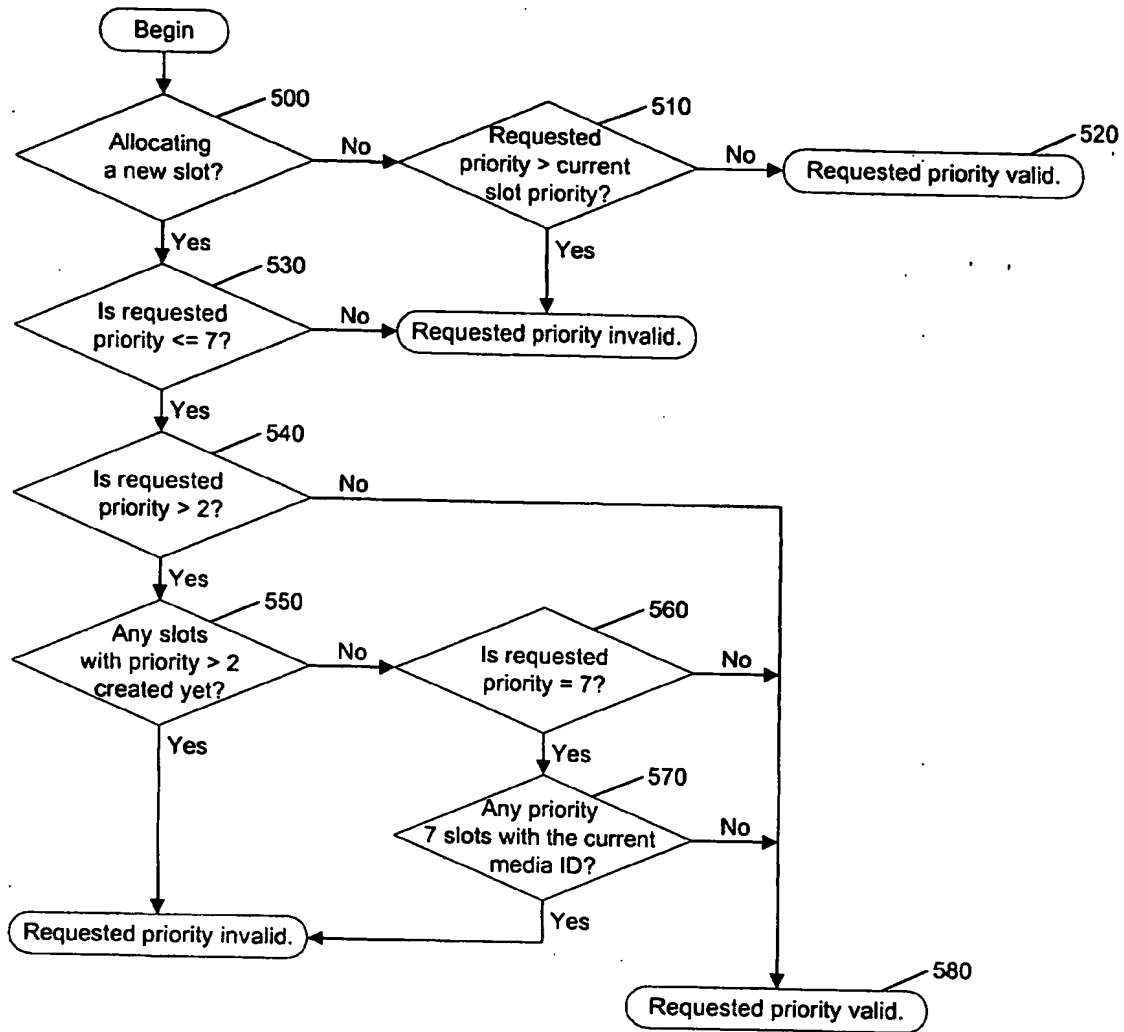 Begin
500
Allocating
a new slot?
No
510
Requested
priority > current
slot priority?
No
520
Requested priority valid.
Yes
Yes
530
Is requested
priority <= 7?
No
Requested priority invalid.
Yes
540
Is requested
priority > 2?
No
Yes
550
Any slots
with priority > 2
created yet?
No
560
Is requested
priority = 7?
No
Yes
Yes
570
Any priority
7 slots with the current
media ID?
No
Yes
Requested priority invalid.
580
Requested priority valid.